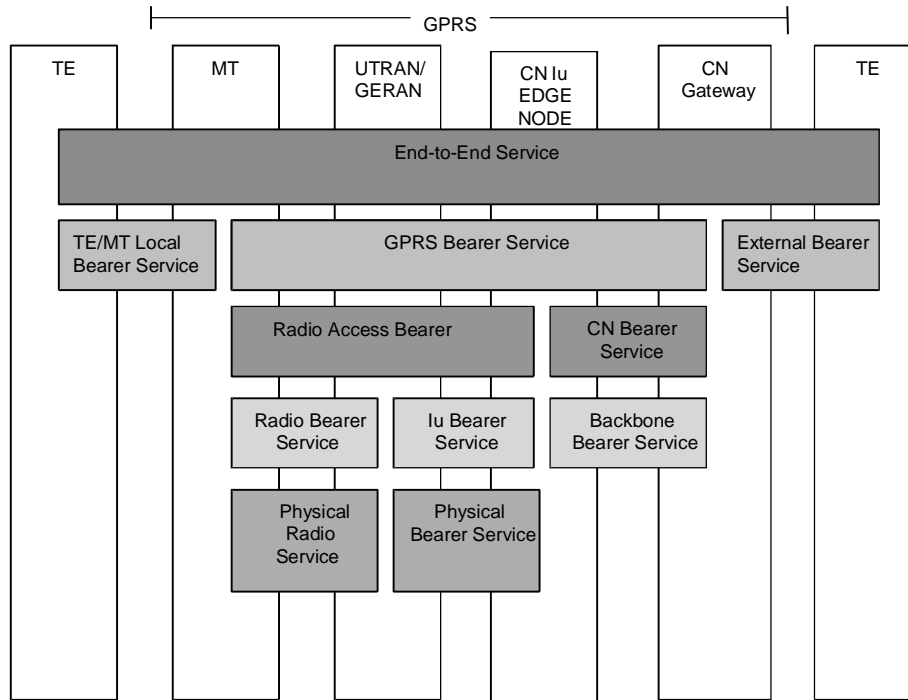 GPRS
TE
MT
UTRAN/
GERAN
CN Iu
EDGE
NODE
CN
Gateway
TE
End-to-End Service
TE/MT Local
Bearer Service
GPRS Bearer Service
External Bearer
Service
Radio Access Bearer
CN Bearer
Service
Radio Bearer
Service
Iu Bearer
Service
Backbone
Bearer Service
Physical
Radio
Service
Physical
Bearer Service